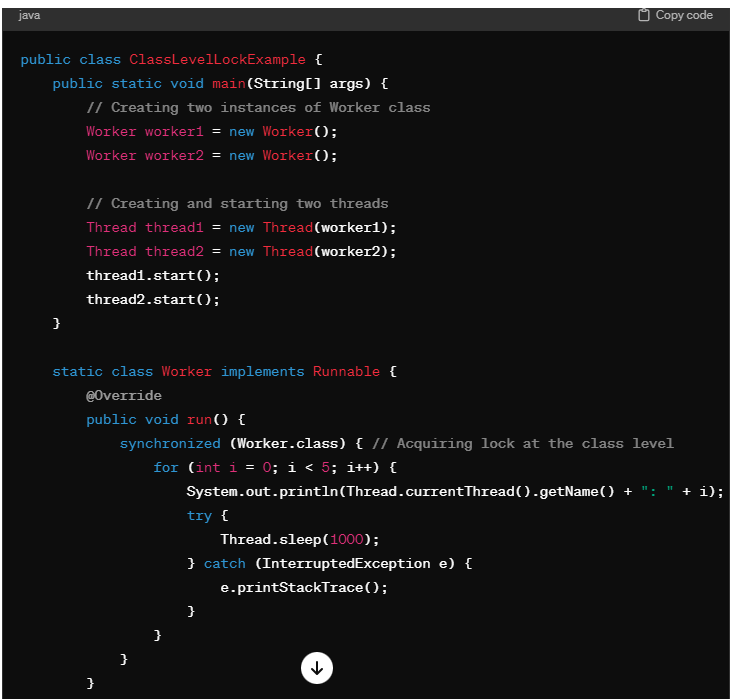 java
Copy code
public class ClassLevelLockExample {
    public static void main(String[] args) {
        // Creating two instances of Worker class
        Worker worker1 = new Worker();
        Worker worker2 = new Worker();

        // Creating and starting two threads
        Thread thread1 = new Thread(worker1);
        Thread thread2 = new Thread(worker2);
        thread1.start();
        thread2.start();
    }

    static class Worker implements Runnable {
        @Override
        public void run() {
            synchronized (Worker.class) { // Acquiring lock at the class level
                for (int i = 0; i < 5; i++) {
                    System.out.println(Thread.currentThread().getName() + ": " + i);
                    try {
                        Thread.sleep(1000);
                    } catch (InterruptedException e) {
                        e.printStackTrace();
                    }
                }
            }
        }